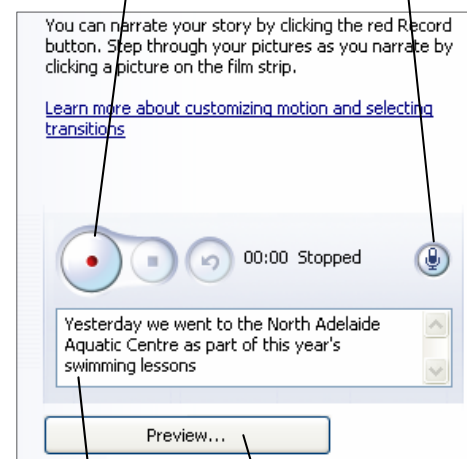 You can narrate your story by clicking the red Record
button. Step through your pictures as you narrate by
clicking a picture on the film strip.
Learn more about customizing motion and selecting
transitions
00:00 Stopped
Yesterday we went to the North Adelaide
Aquatic Centre as part of this year's
swimming lessons
Preview...